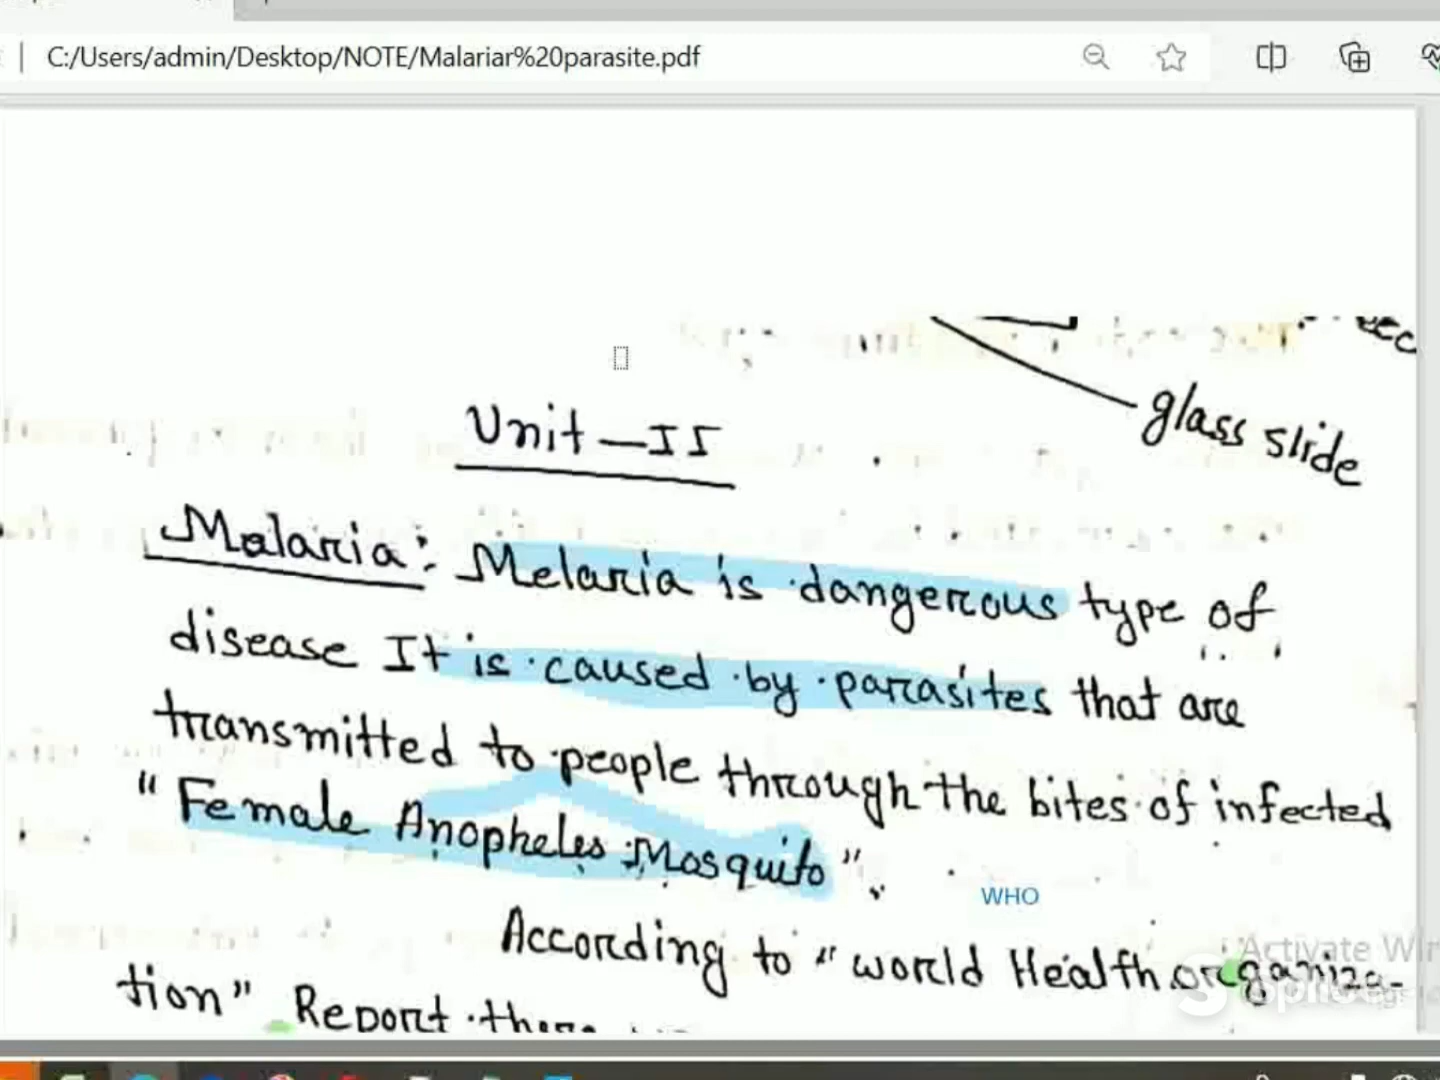 C:/Users/admin/Desktop/NOTE/Malariar%20parasite.pdf
glass slide
Unit-II
Malaria: Melaria is dangerous type of
disease It is caused by parasites that are
transmitted to people through the bites of infected
"Female Anopheles Mosquito".
WHO
According to "world Health organiza-
tion" Report there
Activate Win